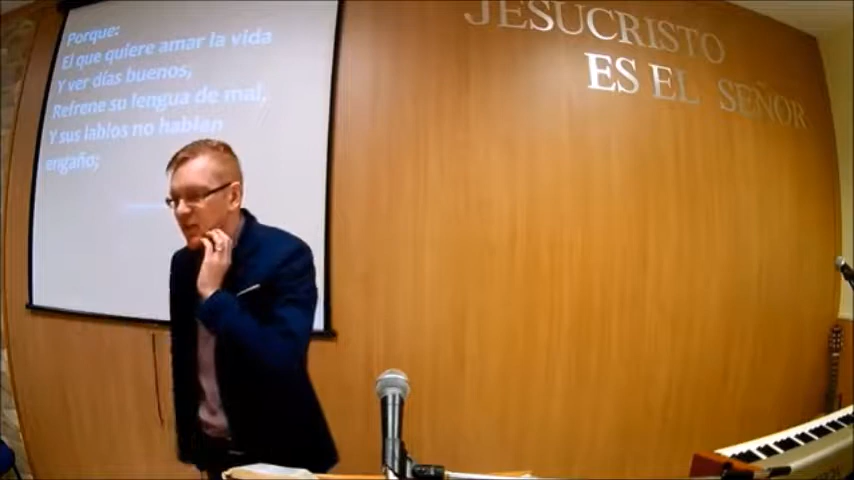 Porque:
El que quiere amar la vida
Y ver días buenos,
Refrene su lengua de mal,
Y sus labios no hablen
engaño;
JESUCRISTO
ES EL SEÑOR